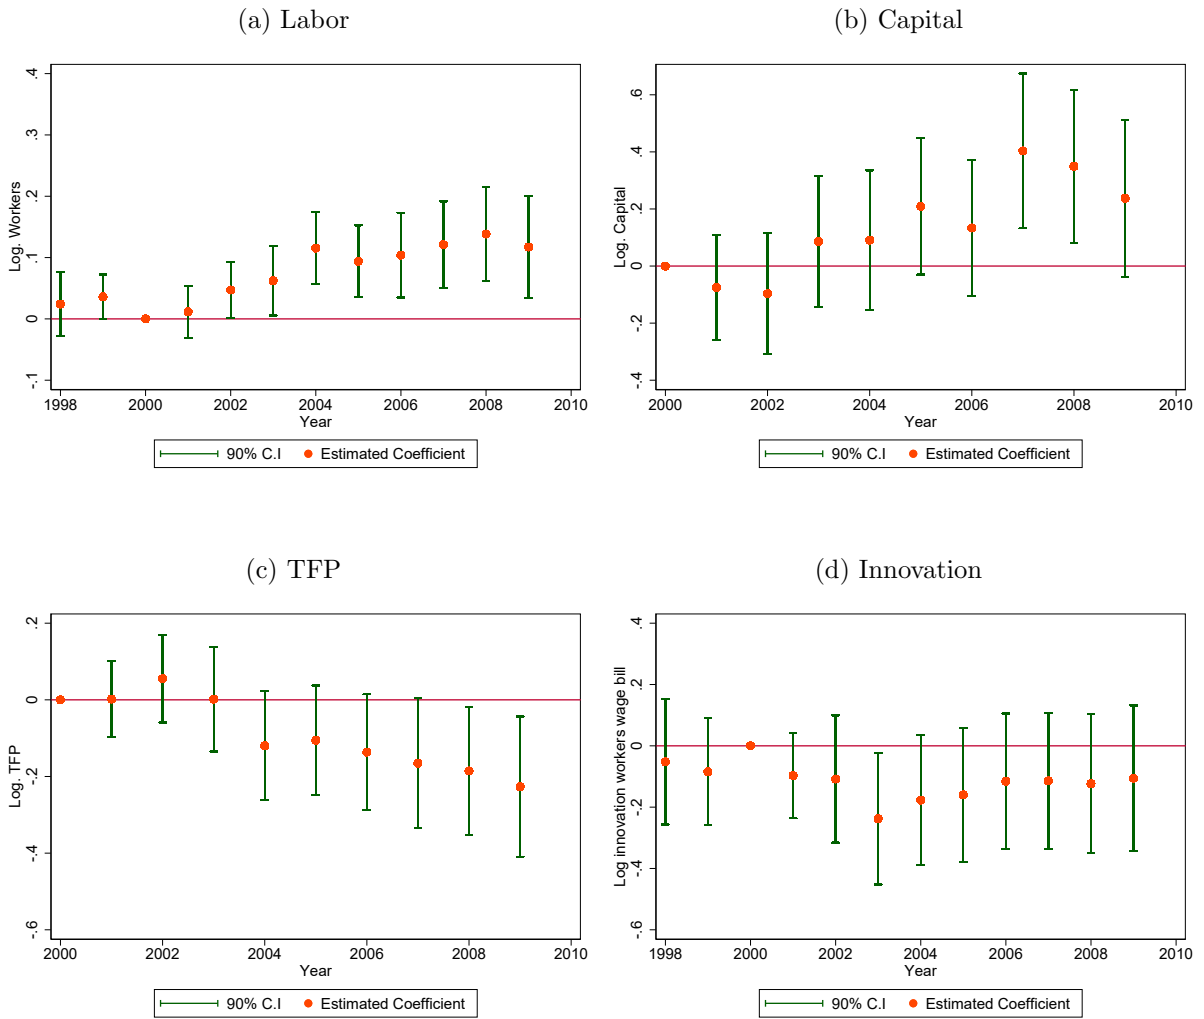 (a) Labor
Log. Workers
-.1 0 .1 .2 .3 .4
1998 2000 2002 2004 2006 2008 2010
Year
90% C.I Estimated Coefficient
(b) Capital
Log. Capital
-.4 -.2 0 .2 .4 .6
2000 2002 2004 2006 2008 2010
Year
90% C.I Estimated Coefficient
(c) TFP
Log. TFP
-.6 -.4 -.2 0 .2
2000 2002 2004 2006 2008 2010
Year
90% C.I Estimated Coefficient
(d) Innovation
Log innovation workers wage bill
-.6 -.4 -.2 0 .2 .4
1998 2000 2002 2004 2006 2008 2010
Year
90% C.I Estimated Coefficient